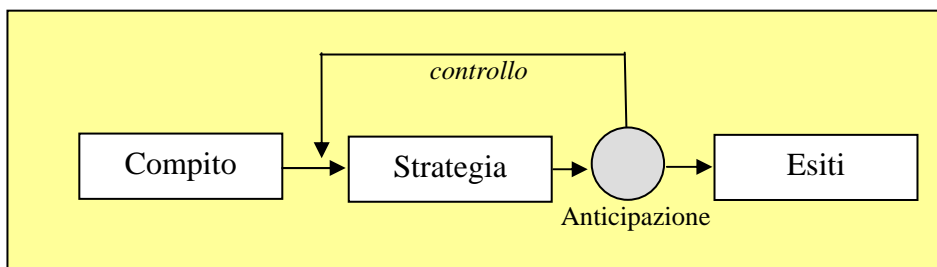 controllo
Compito
Strategia
Esiti
Anticipazione